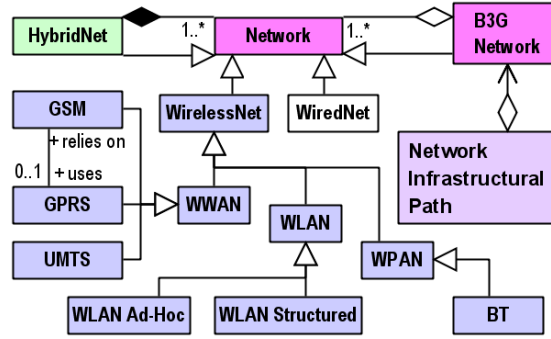 HybridNet
1..*
Network
1..*
B3G
Network
GSM
WirelessNet
WiredNet
+ relies on
0..1
+ uses
Network
Infrastructural
Path
GPRS
WWAN
WLAN
UMTS
WPAN
WLAN Ad-Hoc
WLAN Structured
BT